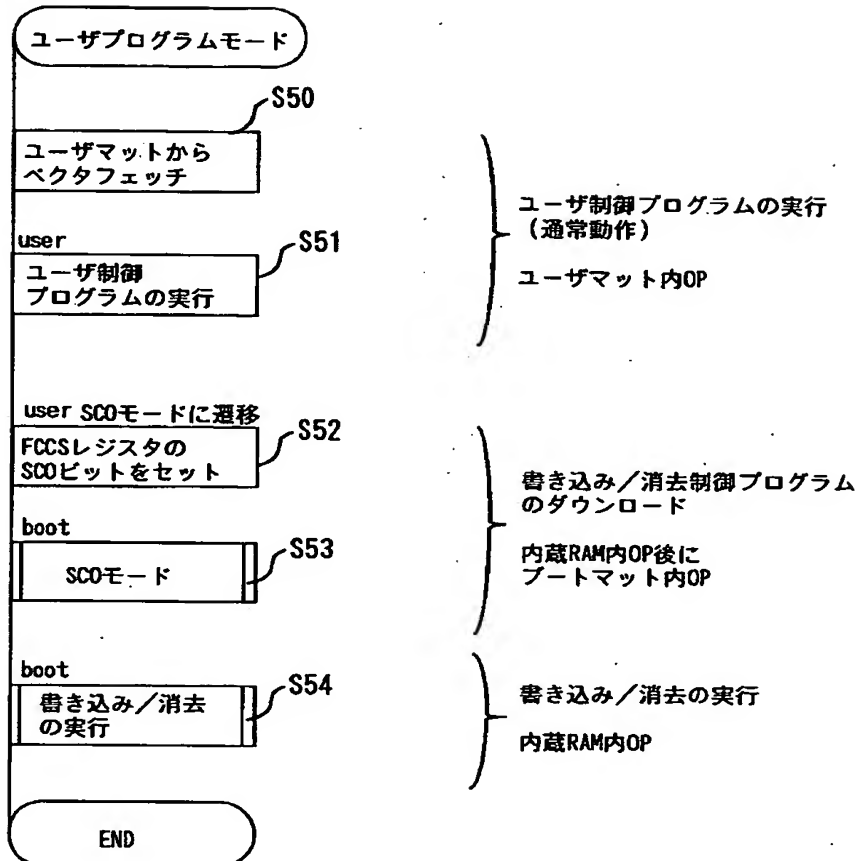 ユーザプログラムモード
S50
ユーザマットから
ベクタフェッチ
user
S51
ユーザ制御
プログラムの実行
ユーザ制御プログラムの実行
(通常動作)
ユーザマット内OP
user SCOモードに遷移
S52
FCCSレジスタの
SCOビットをセット
boot
S53
SCOモード
書き込み/消去制御プログラム
のダウンロード
内蔵RAM内OP後に
ブートマット内OP
boot
S54
書き込み/消去
の実行
書き込み/消去の実行
内蔵RAM内OP
END